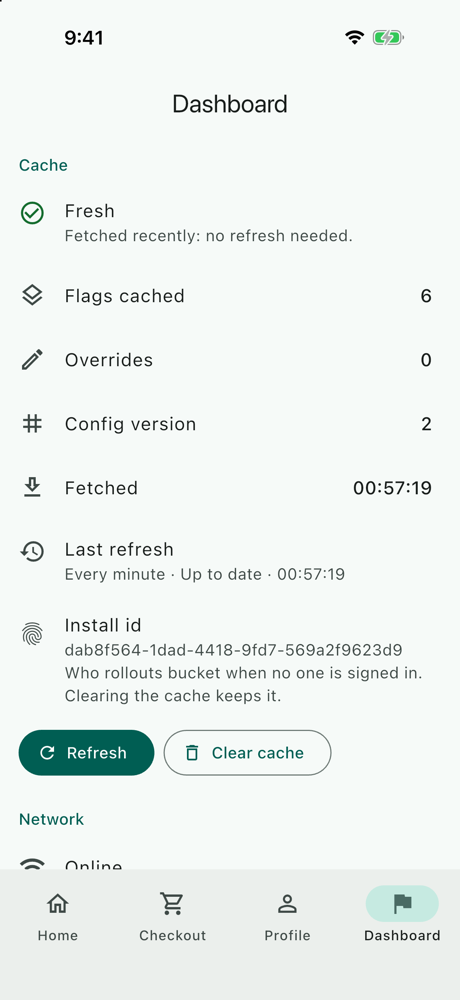 9:41
Dashboard
Cache
Fresh
Fetched recently: no refresh needed.
Flags cached 6
Overrides 0
Config version 2
Fetched 00:57:19
Last refresh
Every minute · Up to date · 00:57:19
Install id
dab8f564-1dad-4418-9fd7-569a2f9623d9
Who rollouts bucket when no one is signed in.
Clearing the cache keeps it.
Refresh Clear cache
Network
Online
Home Checkout Profile Dashboard